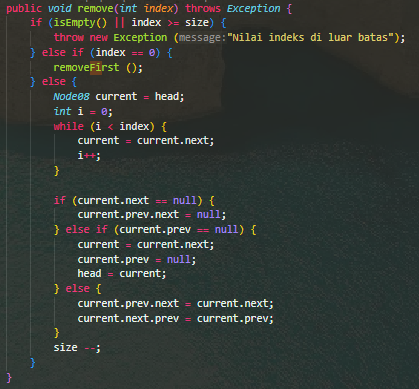 public void remove(int index) throws Exception {
    if (isEmpty() || index >= size) {
        throw new Exception (message:"Nilai indeks di luar batas");
    } else if (index == 0) {
        removeFirst ();
    } else {
        Node08 current = head;
        int i = 0;
        while (i < index) {
            current = current.next;
            i++;
        }
        if (current.next == null) {
            current.prev.next = null;
        } else if (current.prev == null) {
            current = current.next;
            current.prev = null;
            head = current;
        } else {
            current.prev.next = current.next;
            current.next.prev = current.prev;
        }
        size --;
    }
}